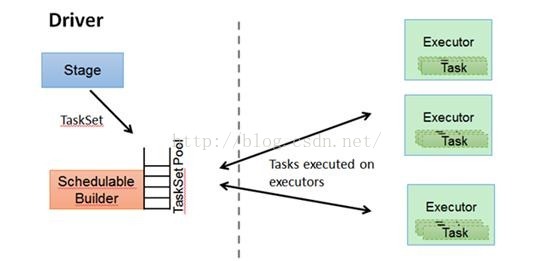 Driver
Stage
TaskSet
Schedulable
Builder
TaskSet Pool
http://blog.csdn.net/
Tasks executed on
executors
Executor
Task
Executor
Task
Executor
Task